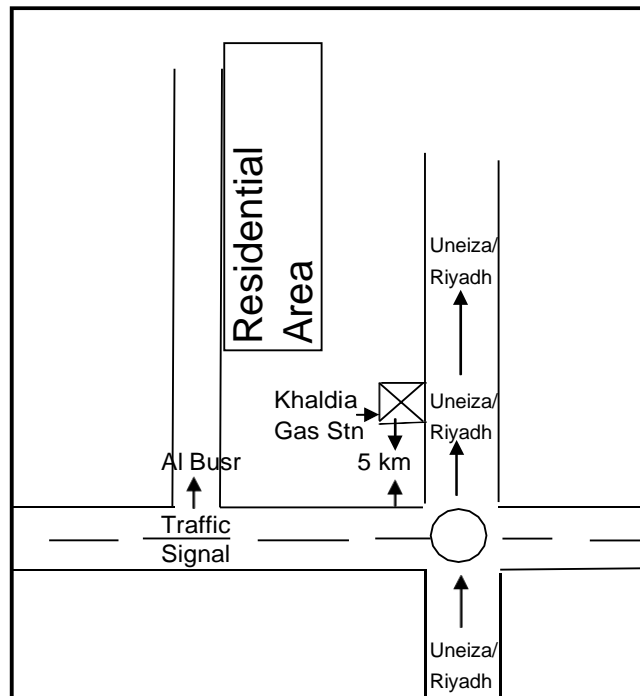 Residential
Area
Uneiza/
Riyadh
Khaldia
Gas Stn
Uneiza/
Riyadh
Al Busr
5 km
Traffic
Signal
Uneiza/
Riyadh